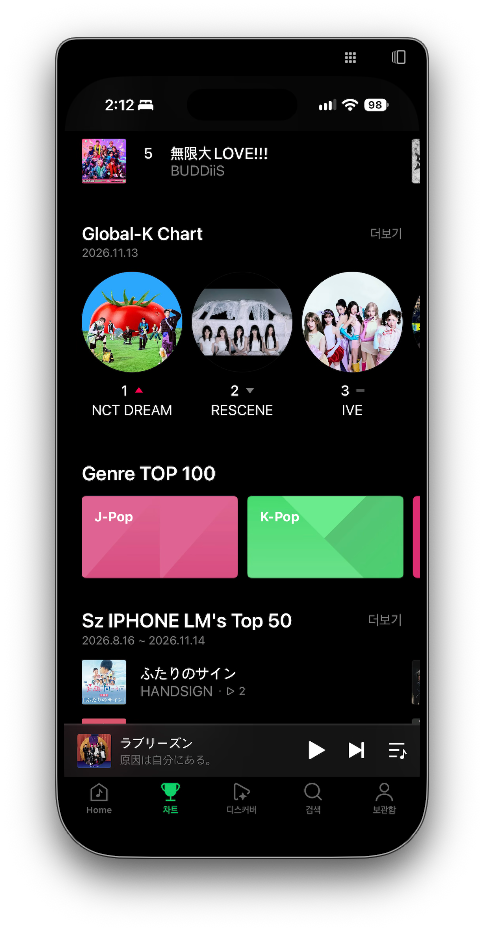 2:12
98
5 無限大LOVE!!!
BUDDiiS
Global-K Chart 더보기
2026.11.13
1 2 3
NCT DREAM RESCENE IVE
Genre TOP 100
J-Pop K-Pop
Sz IPHONE LM's Top 50 더보기
2026.8.16 ~ 2026.11.14
ふたりのサイン
HANDSIGN · ▷ 2
ラブリーズン
原因は自分にある。
Home 차트 디스커버 검색 보관함